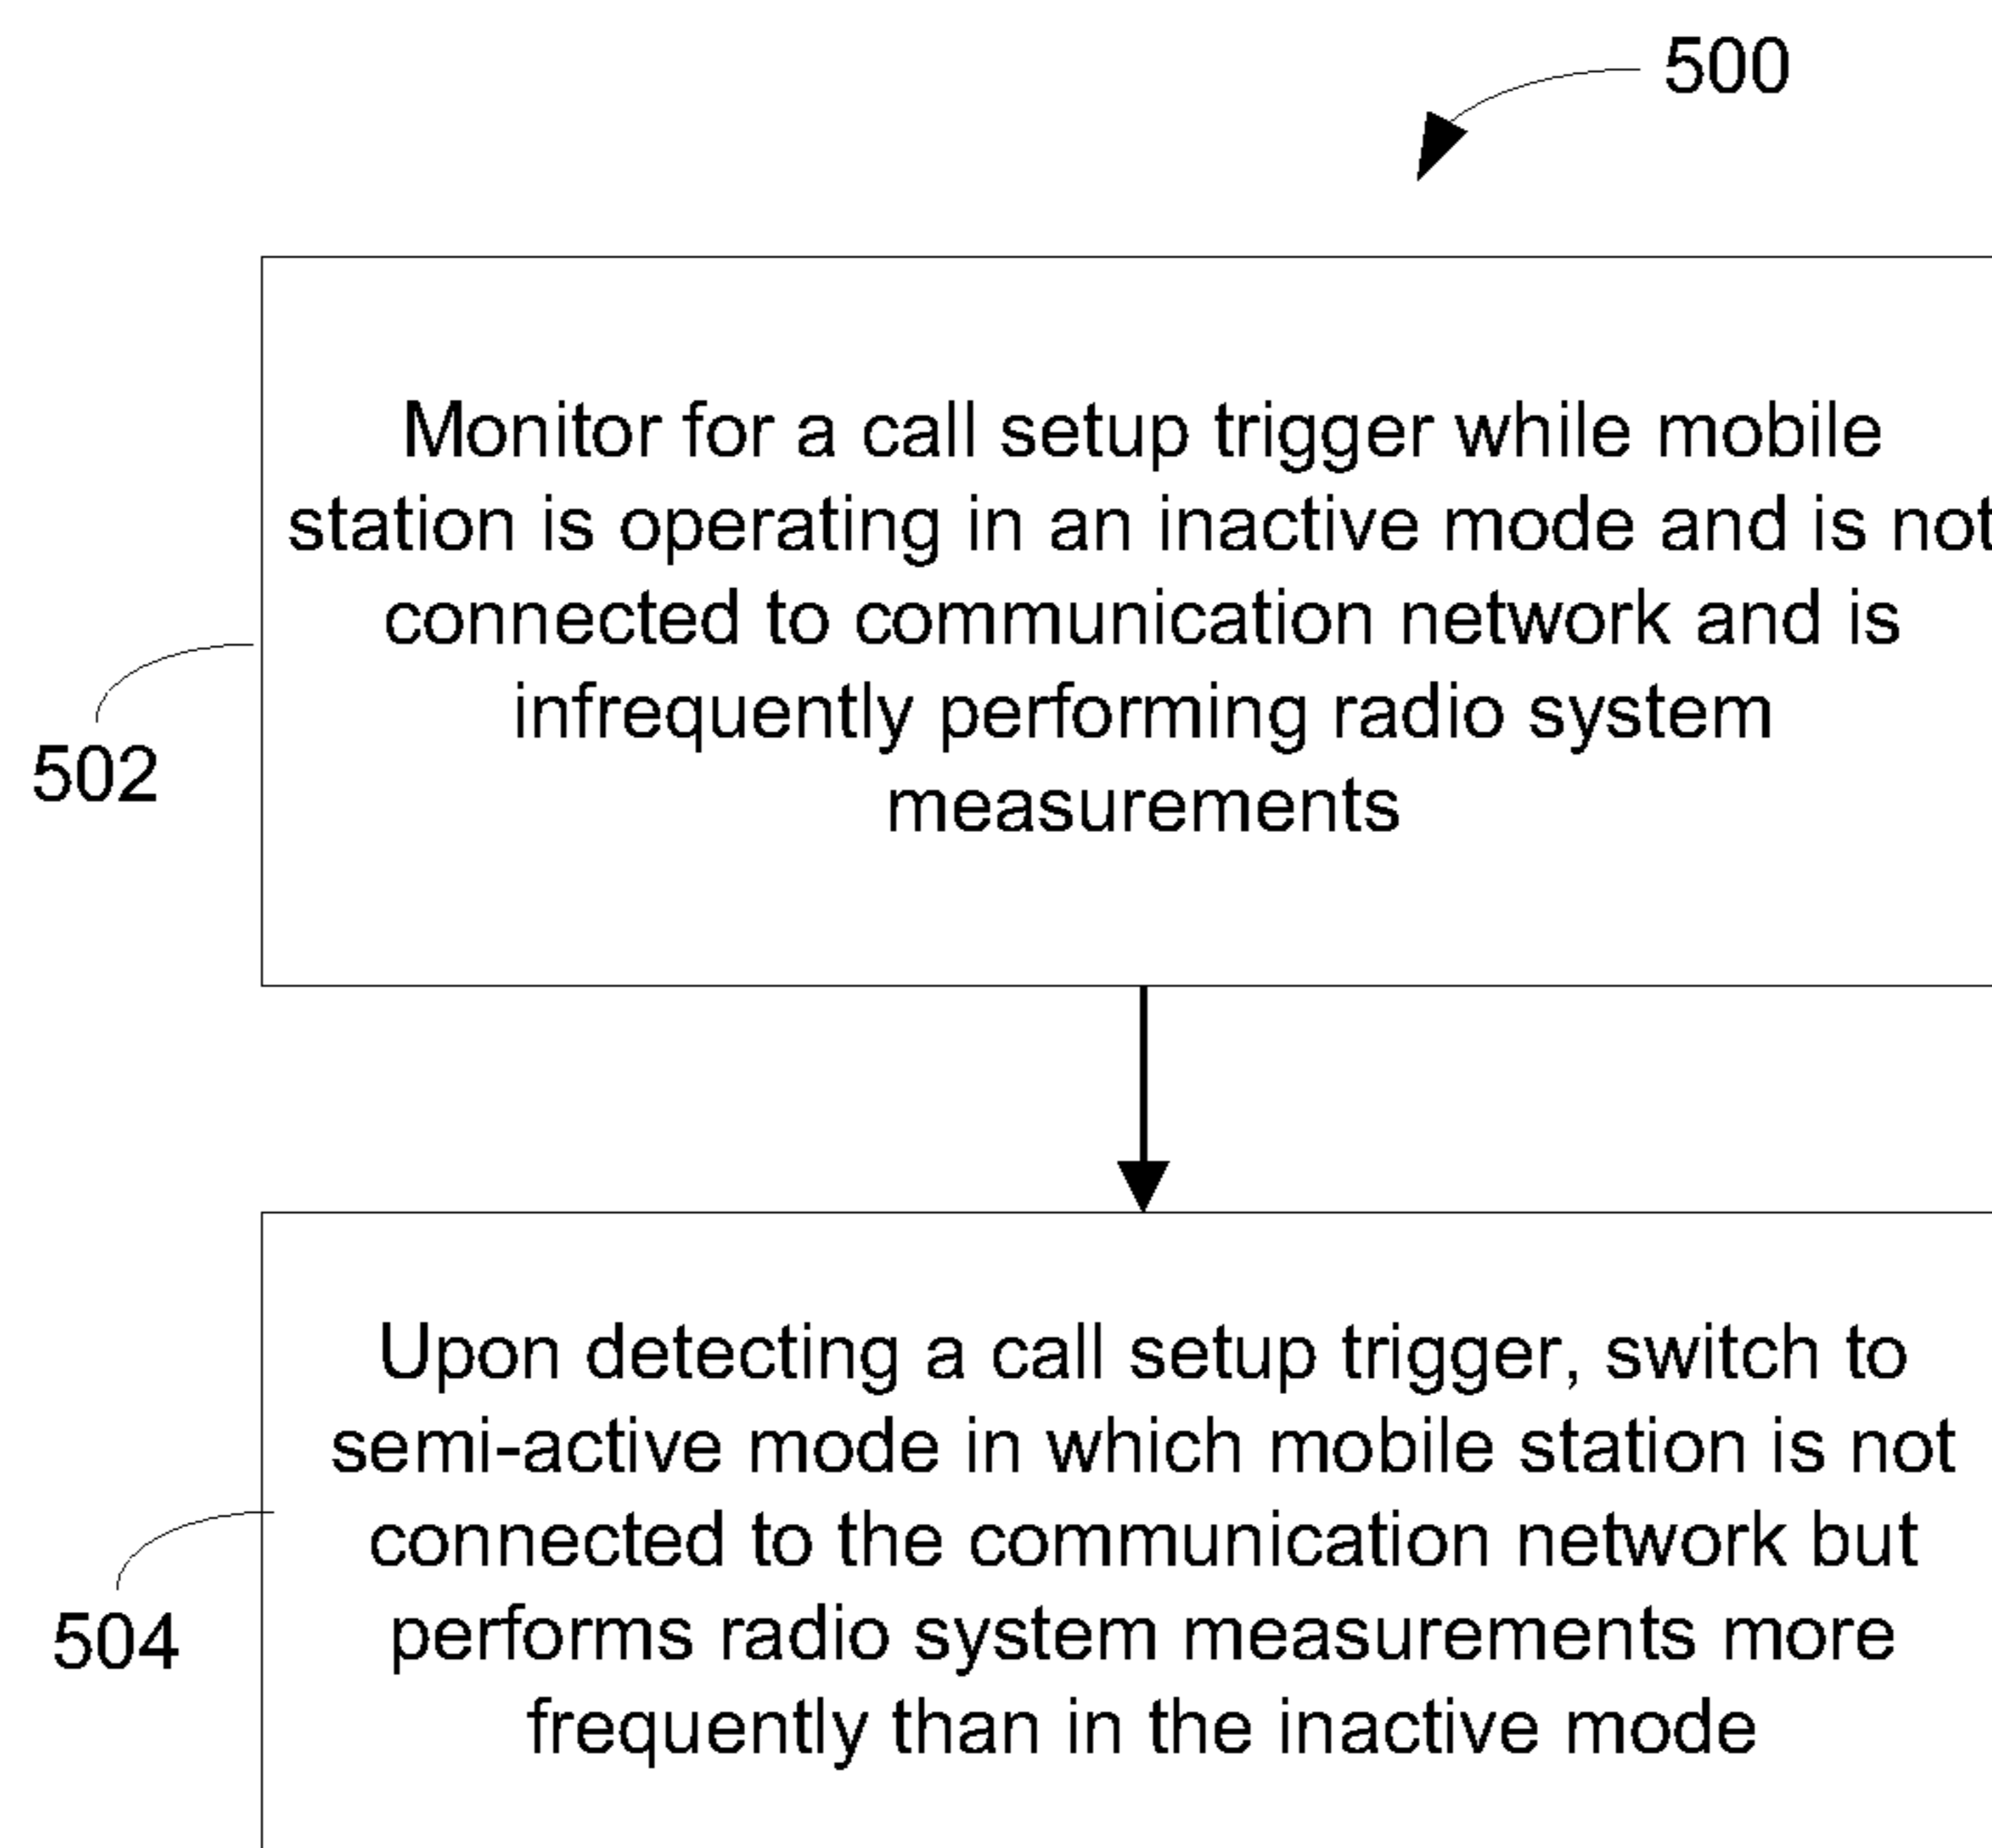 500
Monitor for a call setup trigger while mobile
station is operating in an inactive mode and is not
connected to communication network and is
infrequently performing radio system
measurements
502
Upon detecting a call setup trigger, switch to
semi-active mode in which mobile station is not
connected to the communication network but
performs radio system measurements more
frequently than in the inactive mode
504